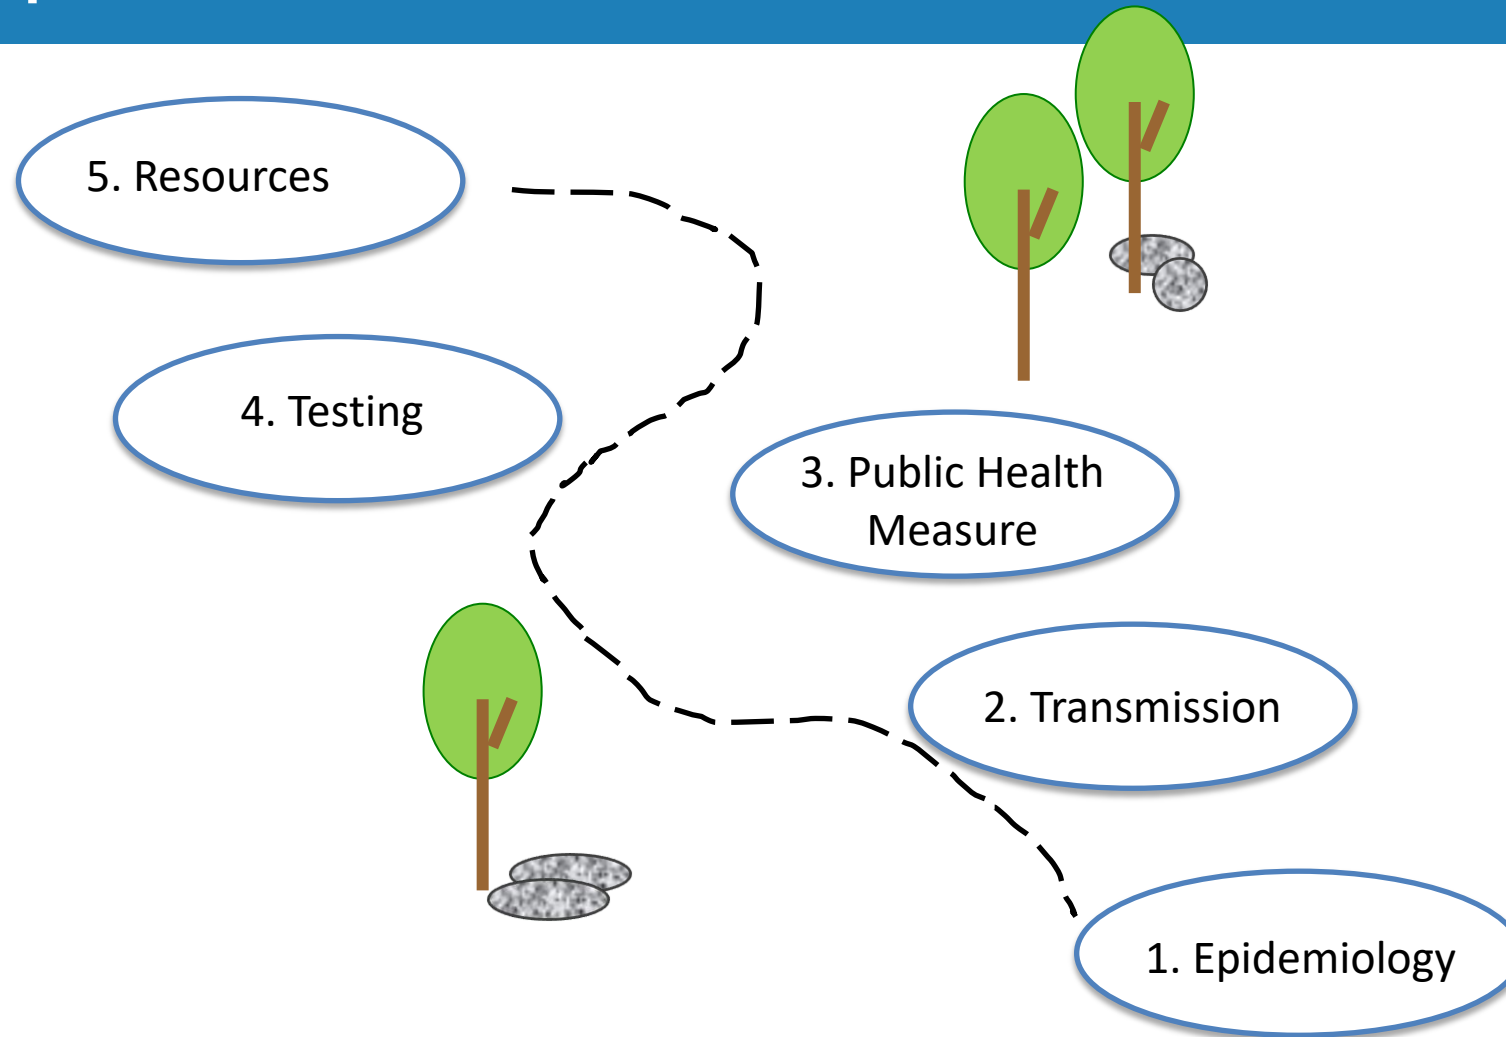 5. Resources
4. Testing
3. Public Health
Measure
2. Transmission
1. Epidemiology